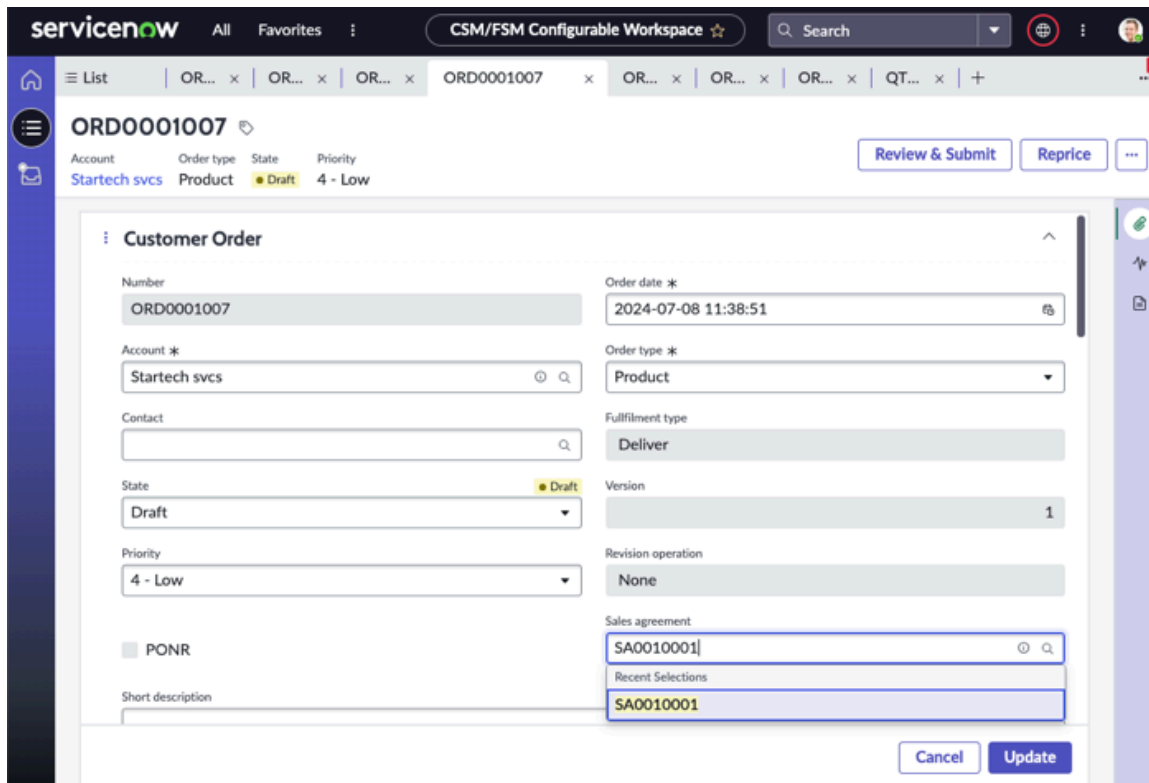 servicenow All Favorites CSM/FSM Configurable Workspace Search
List OR... OR... OR... ORD0001007 OR... OR... OR... QT...
ORD0001007
Account Order type State Priority
Startech svcs Product Draft 4 - Low
Review & Submit Reprice
Customer Order
Number
ORD0001007
Order date *
2024-07-08 11:38:51
Account *
Startech svcs
Order type *
Product
Contact
Fullfilment type
Deliver
State Draft
Draft
Version
1
Priority
4 - Low
Revision operation
None
PONR
Sales agreement
SA0010001
Recent Selections
SA0010001
Short description
Cancel Update